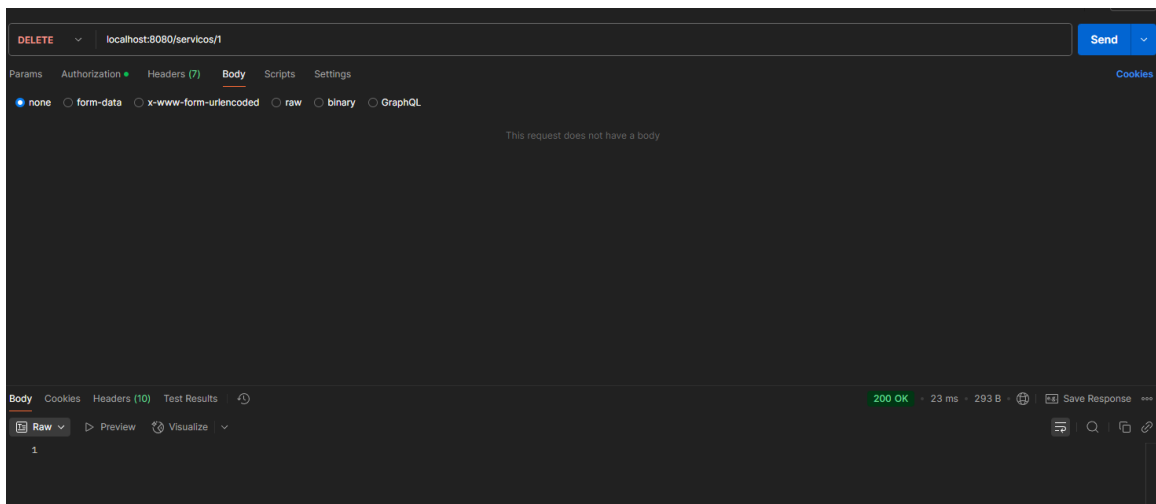 DELETE localhost:8080/servicos/1 Send
Params Authorization Headers (7) Body Scripts Settings Cookies
none form-data x-www-form-urlencoded raw binary GraphQL
This request does not have a body
Body Cookies Headers (10) Test Results 200 OK • 23 ms • 293 B Save Response
Raw Preview Visualize
1